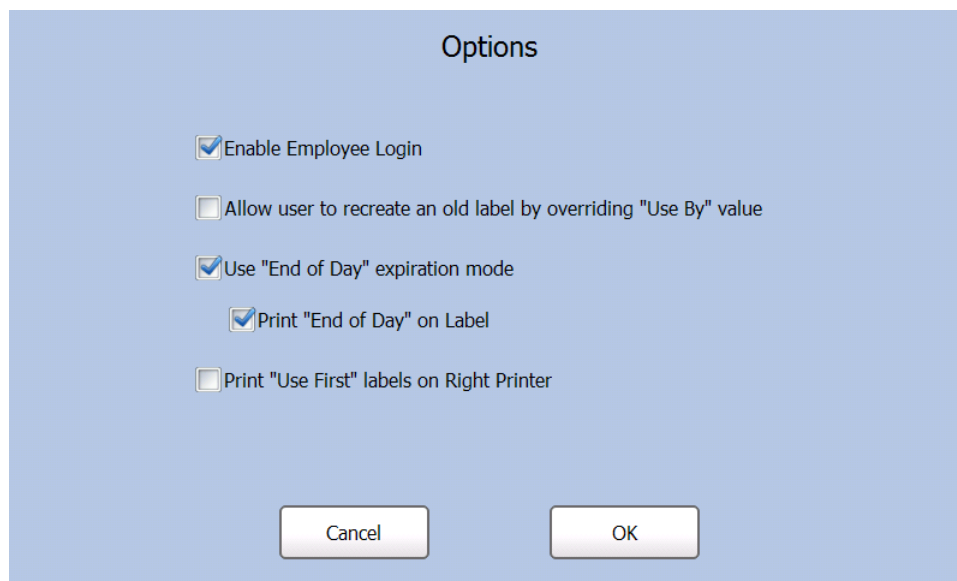 Options
Enable Employee Login
Allow user to recreate an old label by overriding "Use By" value
Use "End of Day" expiration mode
Print "End of Day" on Label
Print "Use First" labels on Right Printer
Cancel
OK